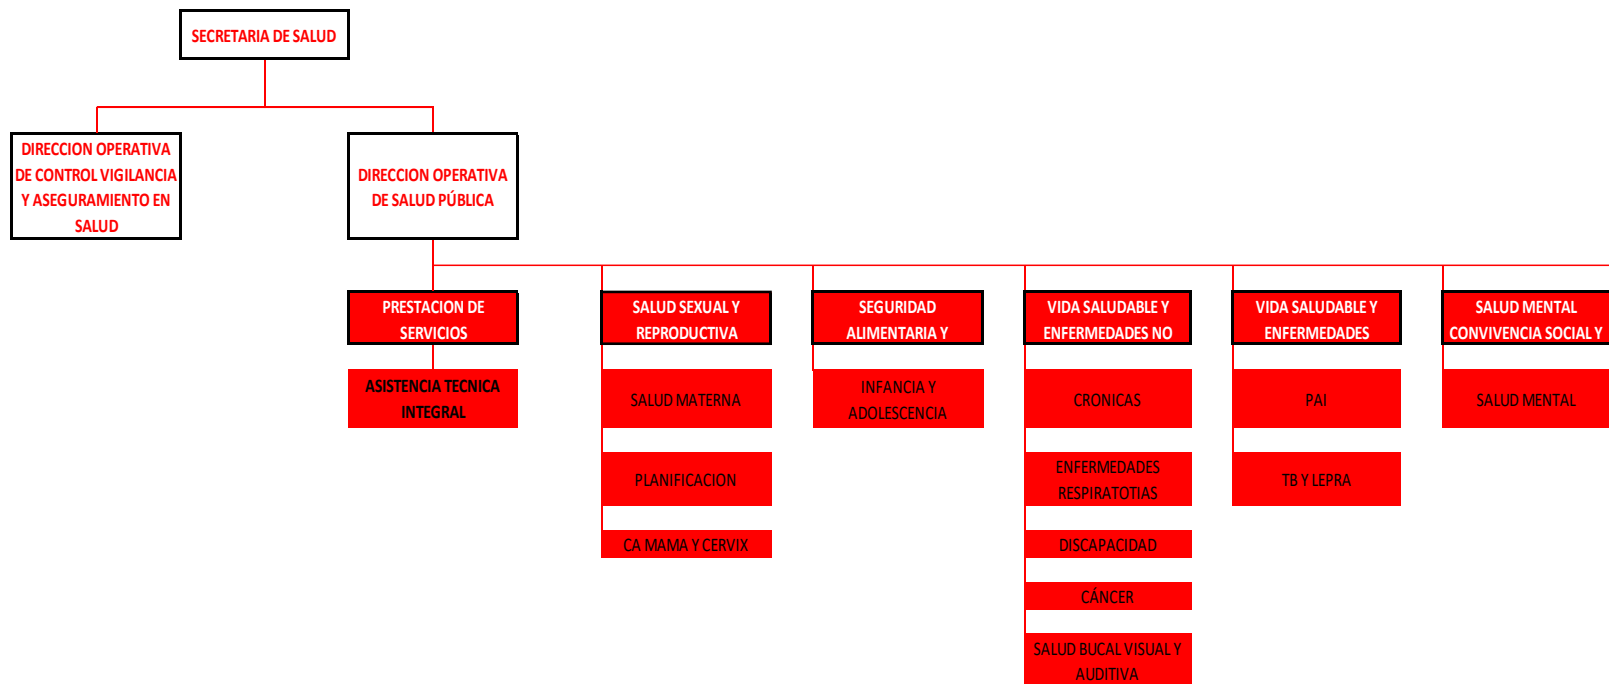 SECRETARIA DE SALUD
DIRECCION OPERATIVA
DE CONTROL VIGILANCIA
Y ASEGURAMIENTO EN
SALUD
DIRECCION OPERATIVA
DE SALUD PÚBLICA
PRESTACION DE
SERVICIOS
ASISTENCIA TECNICA
INTEGRAL
SALUD SEXUAL Y
REPRODUCTIVA
SALUD MATERNA
PLANIFICACION
CA MAMA Y CERVIX
SEGURIDAD
ALIMENTARIA Y
INFANCIA Y
ADOLESCENCIA
VIDA SALUDABLE Y
ENFERMEDADES NO
CRONICAS
ENFERMEDADES
RESPIRATOTIAS
DISCAPACIDAD
CÁNCER
SALUD BUCAL VISUAL Y
AUDITIVA
VIDA SALUDABLE Y
ENFERMEDADES
PAI
TB Y LEPRA
SALUD MENTAL
CONVIVENCIA SOCIAL Y
SALUD MENTAL